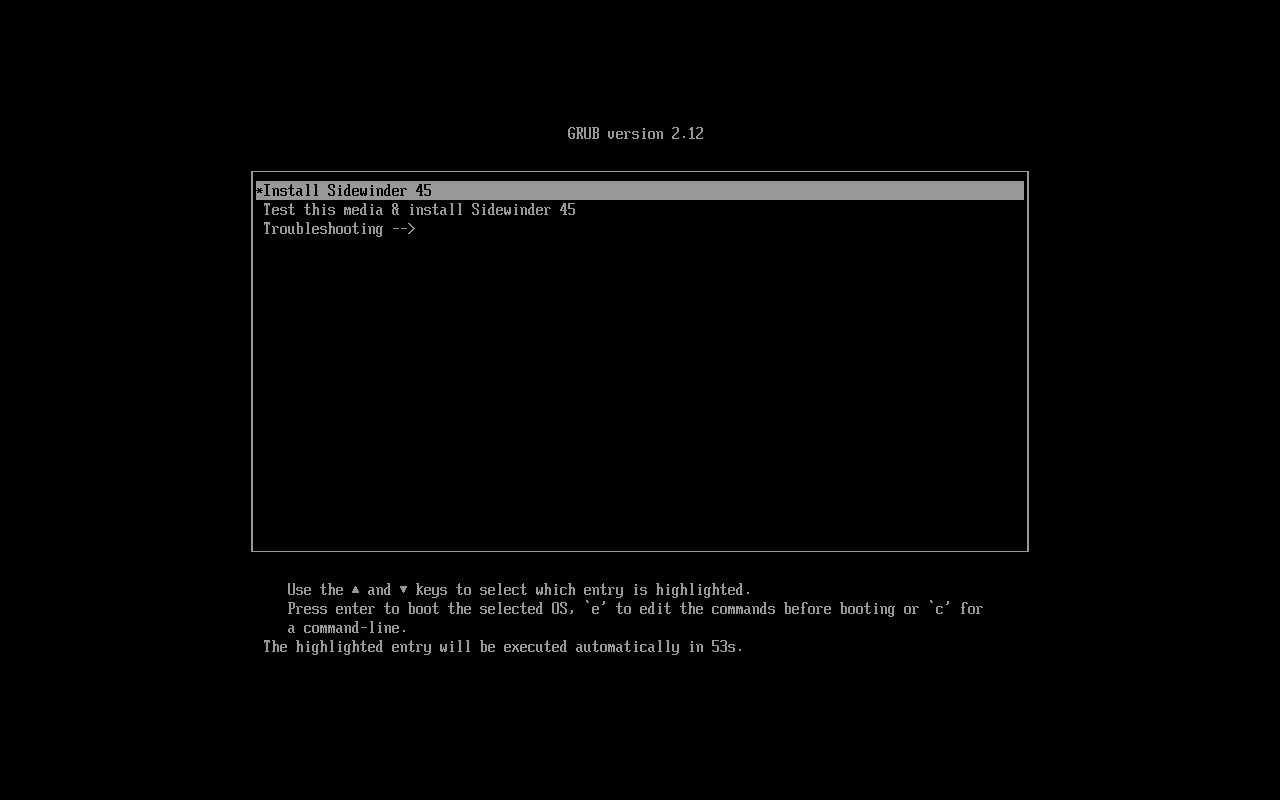 GRUB version 2.12
*Install Sidewinder 45
Test this media & install Sidewinder 45
Troubleshooting -->
Use the ▲ and ▼ keys to select which entry is highlighted.
Press enter to boot the selected OS, `e' to edit the commands before booting or `c' for
a command-line.
The highlighted entry will be executed automatically in 53s.